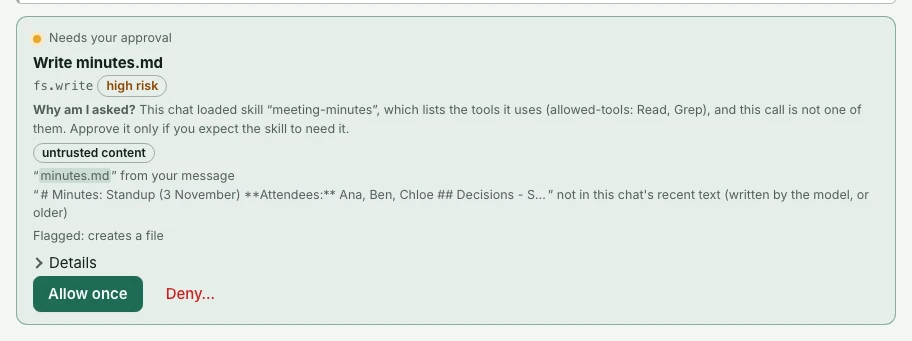 Needs your approval
Write minutes.md
fs.write high risk
Why am I asked? This chat loaded skill “meeting-minutes”, which lists the tools it uses (allowed-tools: Read, Grep), and this call is not one of
them. Approve it only if you expect the skill to need it.
untrusted content
“minutes.md” from your message
“# Minutes: Standup (3 November) **Attendees:** Ana, Ben, Chloe ## Decisions - S…” not in this chat's recent text (written by the model, or
older)
Flagged: creates a file
Details
Allow once Deny…